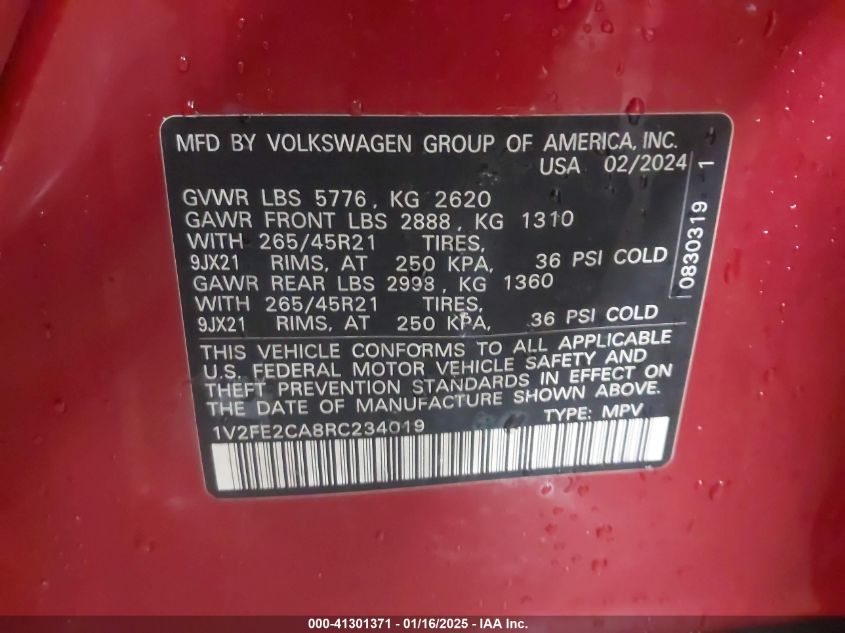 MFD BY VOLKSWAGEN GROUP OF AMERICA, INC.
USA 02/2024
GVWR LBS 5776, KG 2620
GAWR FRONT LBS 2888, KG 1310
WITH 265/45R21 TIRES,
9JX21 RIMS, AT 250 KPA, 36 PSI COLD
GAWR REAR LBS 2998, KG 1360
WITH 265/45R21 TIRES,
9JX21 RIMS, AT 250 KPA, 36 PSI COLD
0830319 1
THIS VEHICLE CONFORMS TO ALL APPLICABLE
U.S. FEDERAL MOTOR VEHICLE SAFETY AND
THEFT PREVENTION STANDARDS IN EFFECT ON
THE DATE OF MANUFACTURE SHOWN ABOVE.
1V2FE2CA8RC234019 TYPE: MPV
000-41301371 - 01/16/2025 - IAAI Inc.